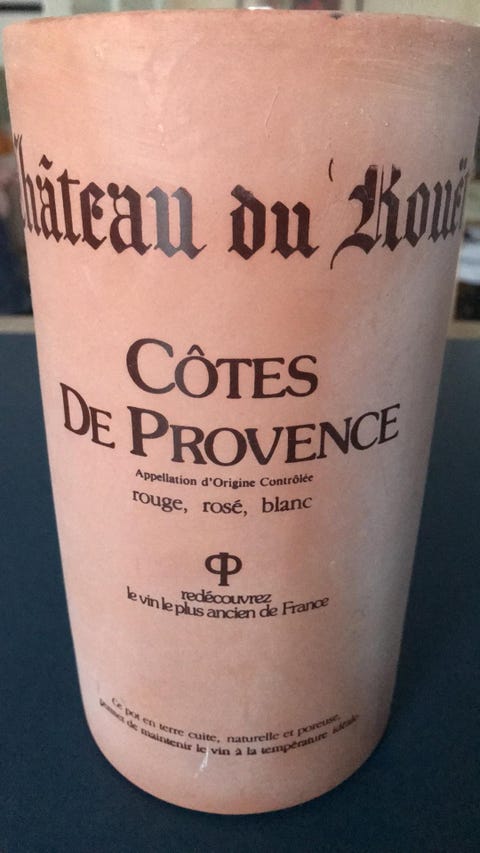 Château du Rouë
CÔTES
DE PROVENCE
Appellation d'Origine Contrôlée
rouge, rosé, blanc
redécouvrez
le vin le plus ancien de France
Ce pot en terre cuite, naturelle et poreuse,
permet de maintenir le vin à la température idéale